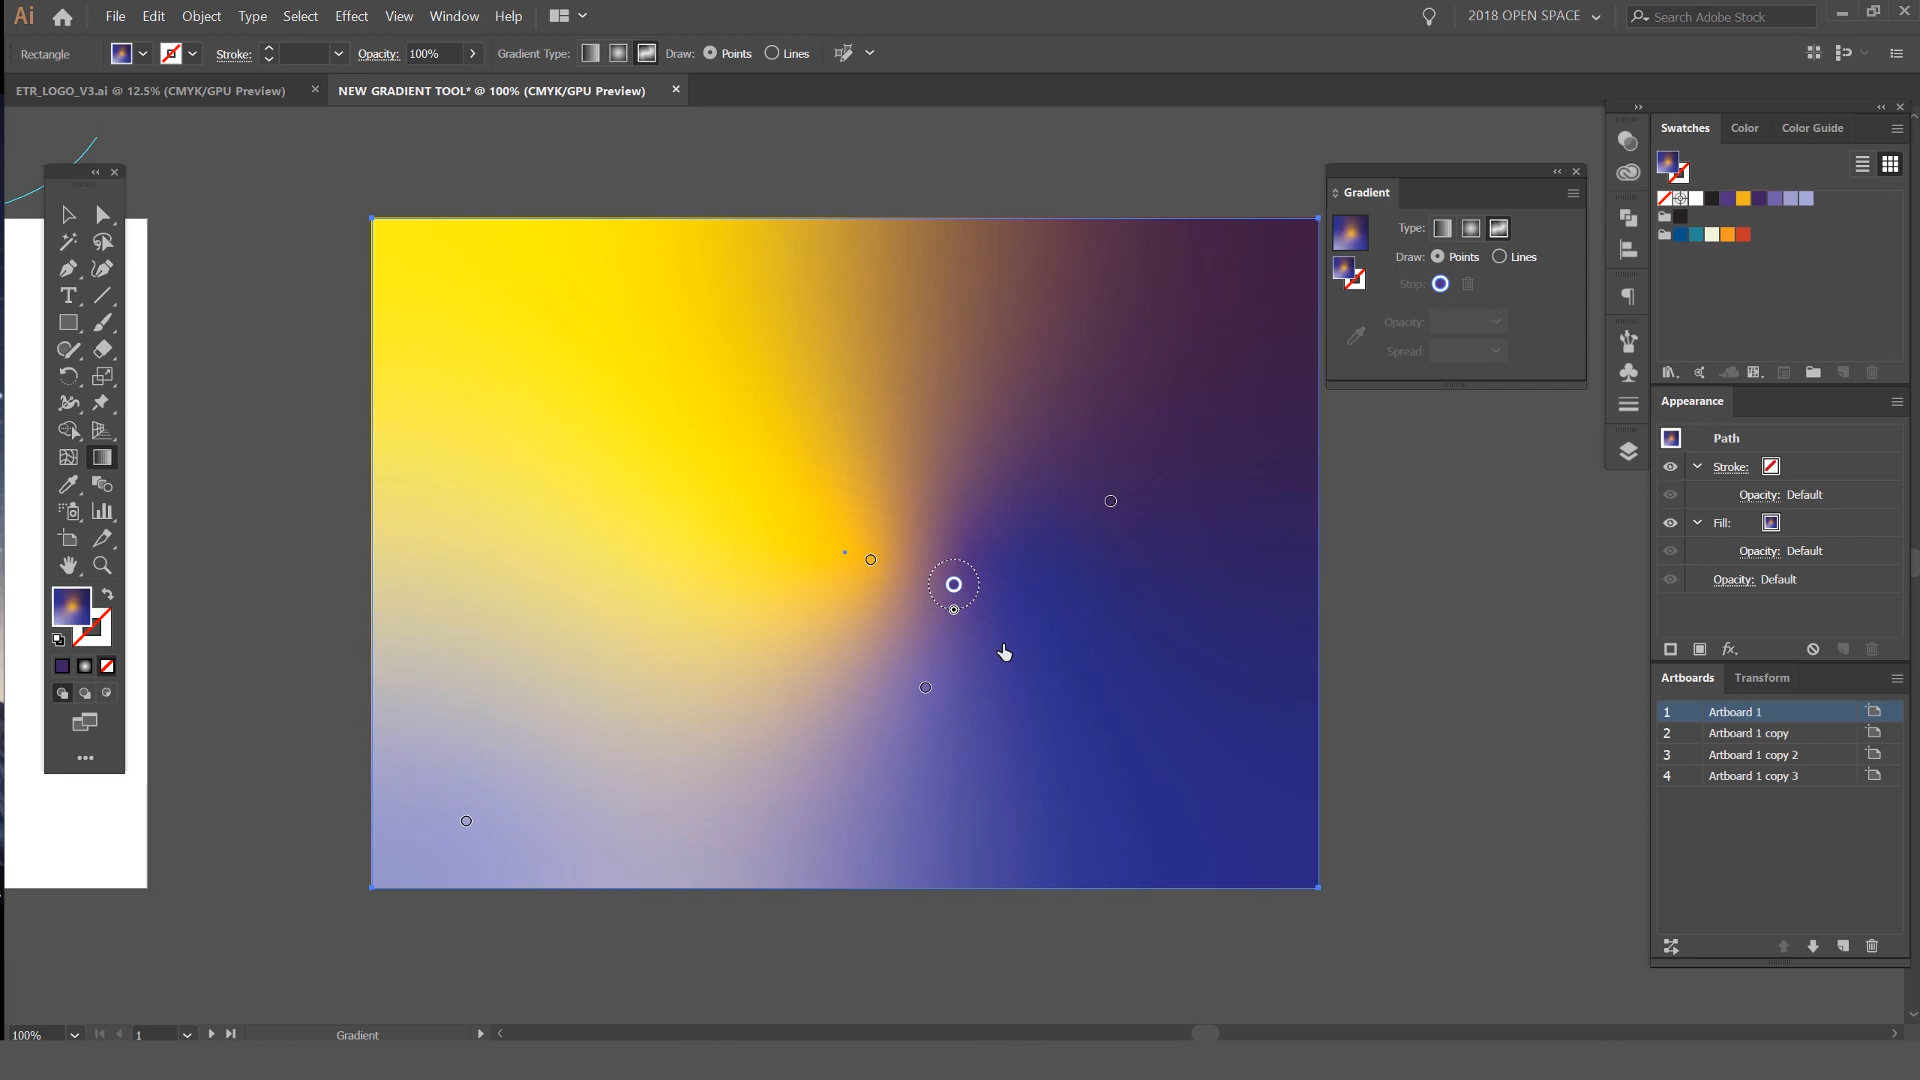 Ai File Edit Object Type Select Effect View Window Help 2018 OPEN SPACE Search Adobe Stock
Rectangle Stroke: Opacity: 100% Gradient Type: Draw: Points Lines
ETR_LOGO_V3.ai @ 12.5% (CMYK/GPU Preview) NEW GRADIENT TOOL* @ 100% (CMYK/GPU Preview)
Swatches Color Color Guide
Gradient
Type:
Draw: Points Lines
Stop:
Opacity:
Spread:
Appearance
Path
Stroke:
Opacity: Default
Fill:
Opacity: Default
Opacity: Default
fx.
Artboards Transform
1 Artboard 1
2 Artboard 1 copy
3 Artboard 1 copy 2
4 Artboard 1 copy 3
100% 1 Gradient